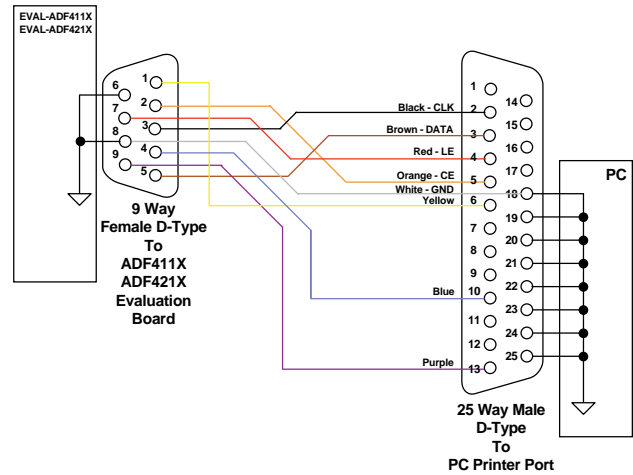 EVAL-ADF411X
EVAL-ADF421X
6
7
8
9
1
2
3
4
5
9 Way
Female D-Type
To
ADF411X
ADF421X
Evaluation
Board
Black - CLK
Brown - DATA
Red - LE
Orange - CE
White - GND
Yellow
Blue
Purple
1
2
3
4
5
6
7
8
9
10
11
12
13
14
15
16
17
18
19
20
21
22
23
24
25
25 Way Male
D-Type
To
PC Printer Port
PC